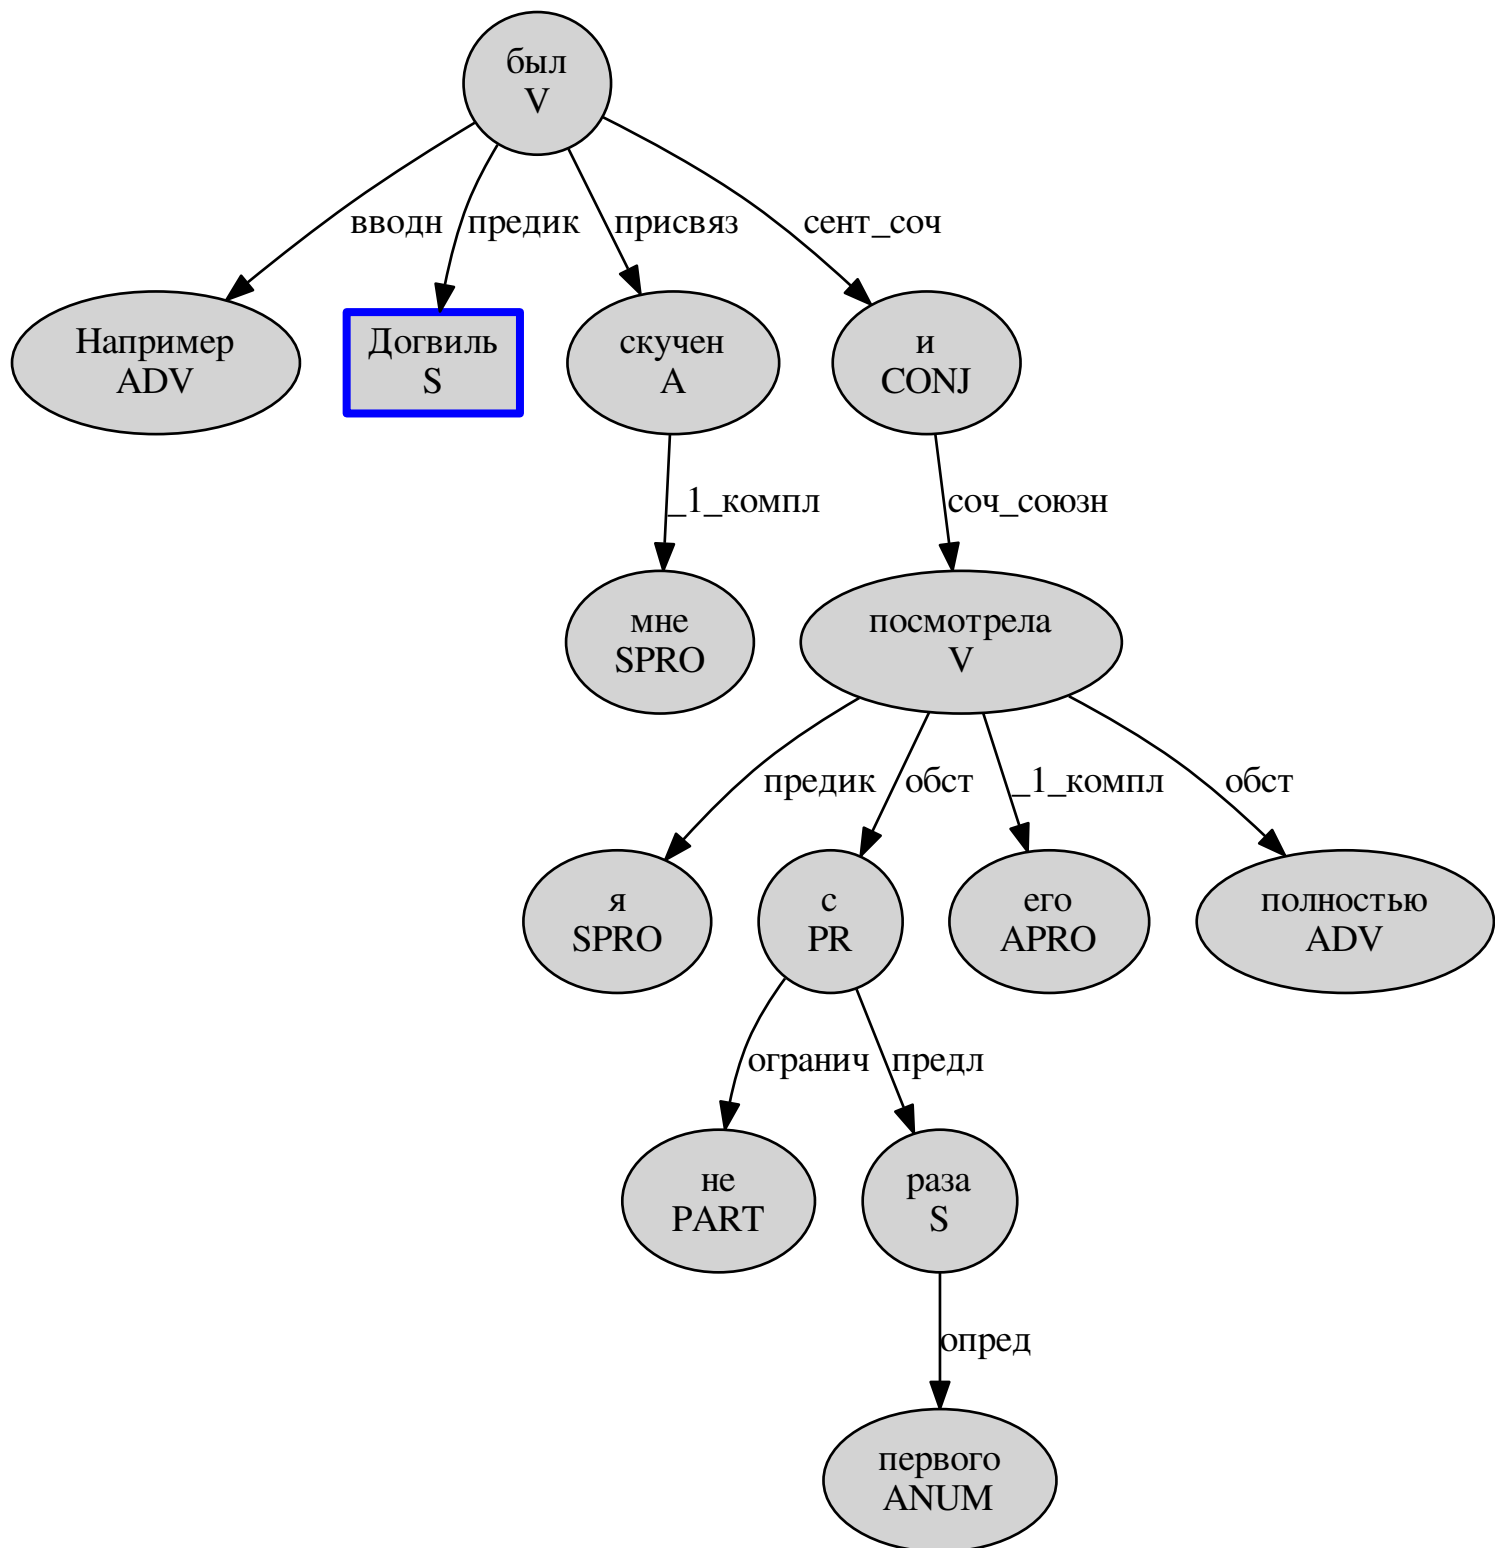 был
V
вводн
предик
присвяз
сент_соч
Например
ADV
Догвиль
S
скучен
A
и
CONJ
_1_компл
соч_союзн
мне
SPRO
посмотрела
V
предик
обст
_1_компл
обст
я
SPRO
с
PR
его
APRO
полностью
ADV
огранич
предл
не
PART
раза
S
опред
первого
ANUM